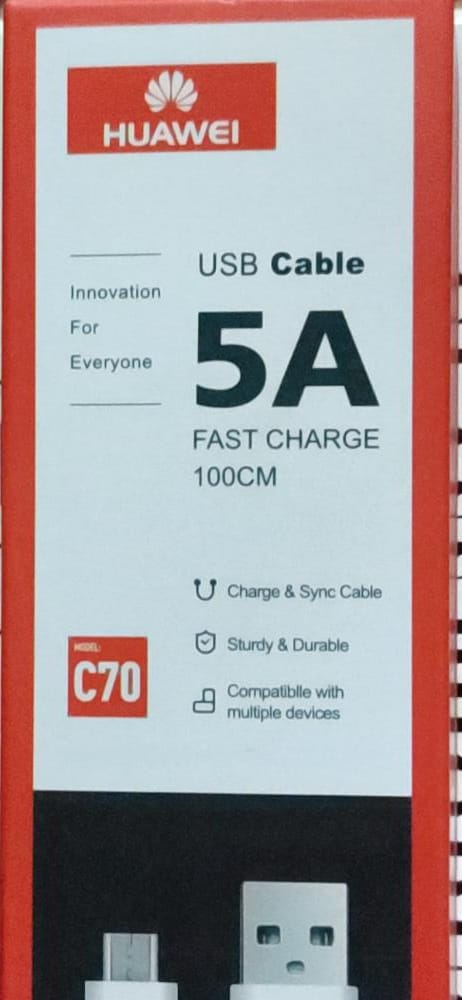 HUAWEI
USB Cable
Innovation
For
Everyone
5A
FAST CHARGE
100CM
Charge & Sync Cable
Sturdy & Durable
Compatiblle with
multiple devices
MODEL:
C70